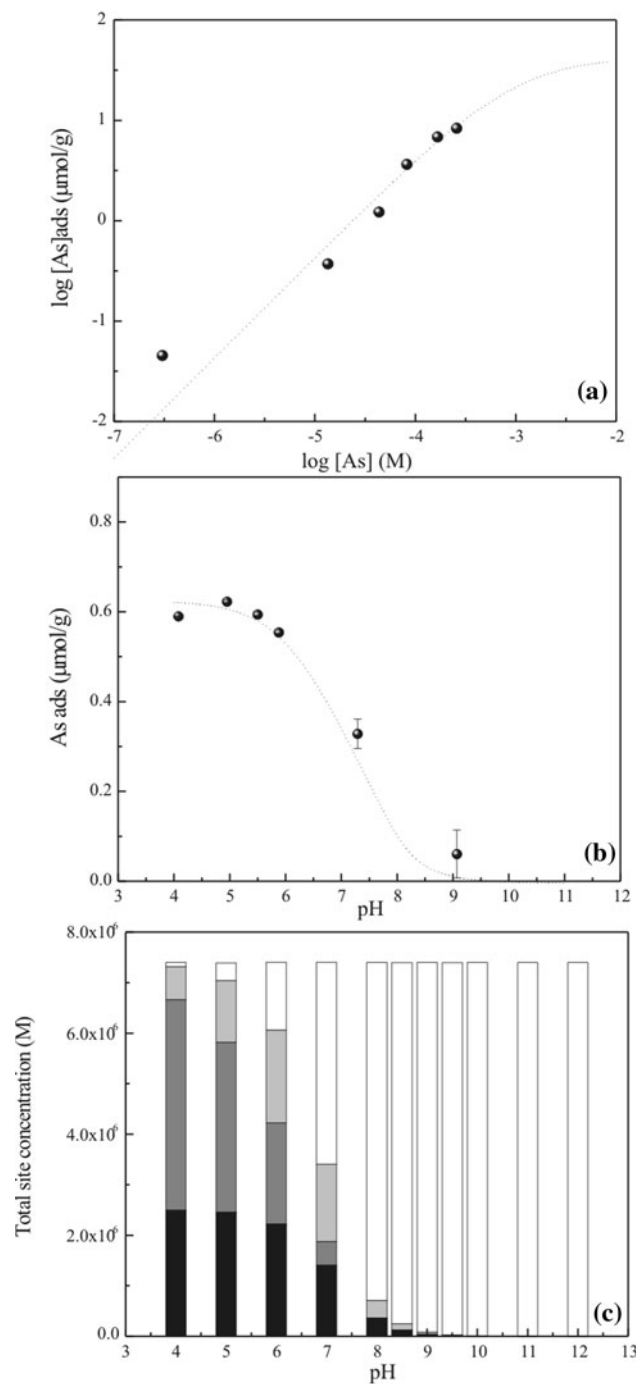 2
1
0
-1
-2
log [As]ads (μmol/g)
-7 -6 -5 -4 -3 -2
log [As] (M)
(a)
0.8
0.6
0.4
0.2
0.0
As ads (μmol/g)
3 4 5 6 7 8 9 10 11 12
pH
(b)
8.0x10⁶
6.0x10⁶
4.0x10⁶
2.0x10⁶
0.0
Total site concentration (M)
3 4 5 6 7 8 9 10 11 12 13
pH
(c)